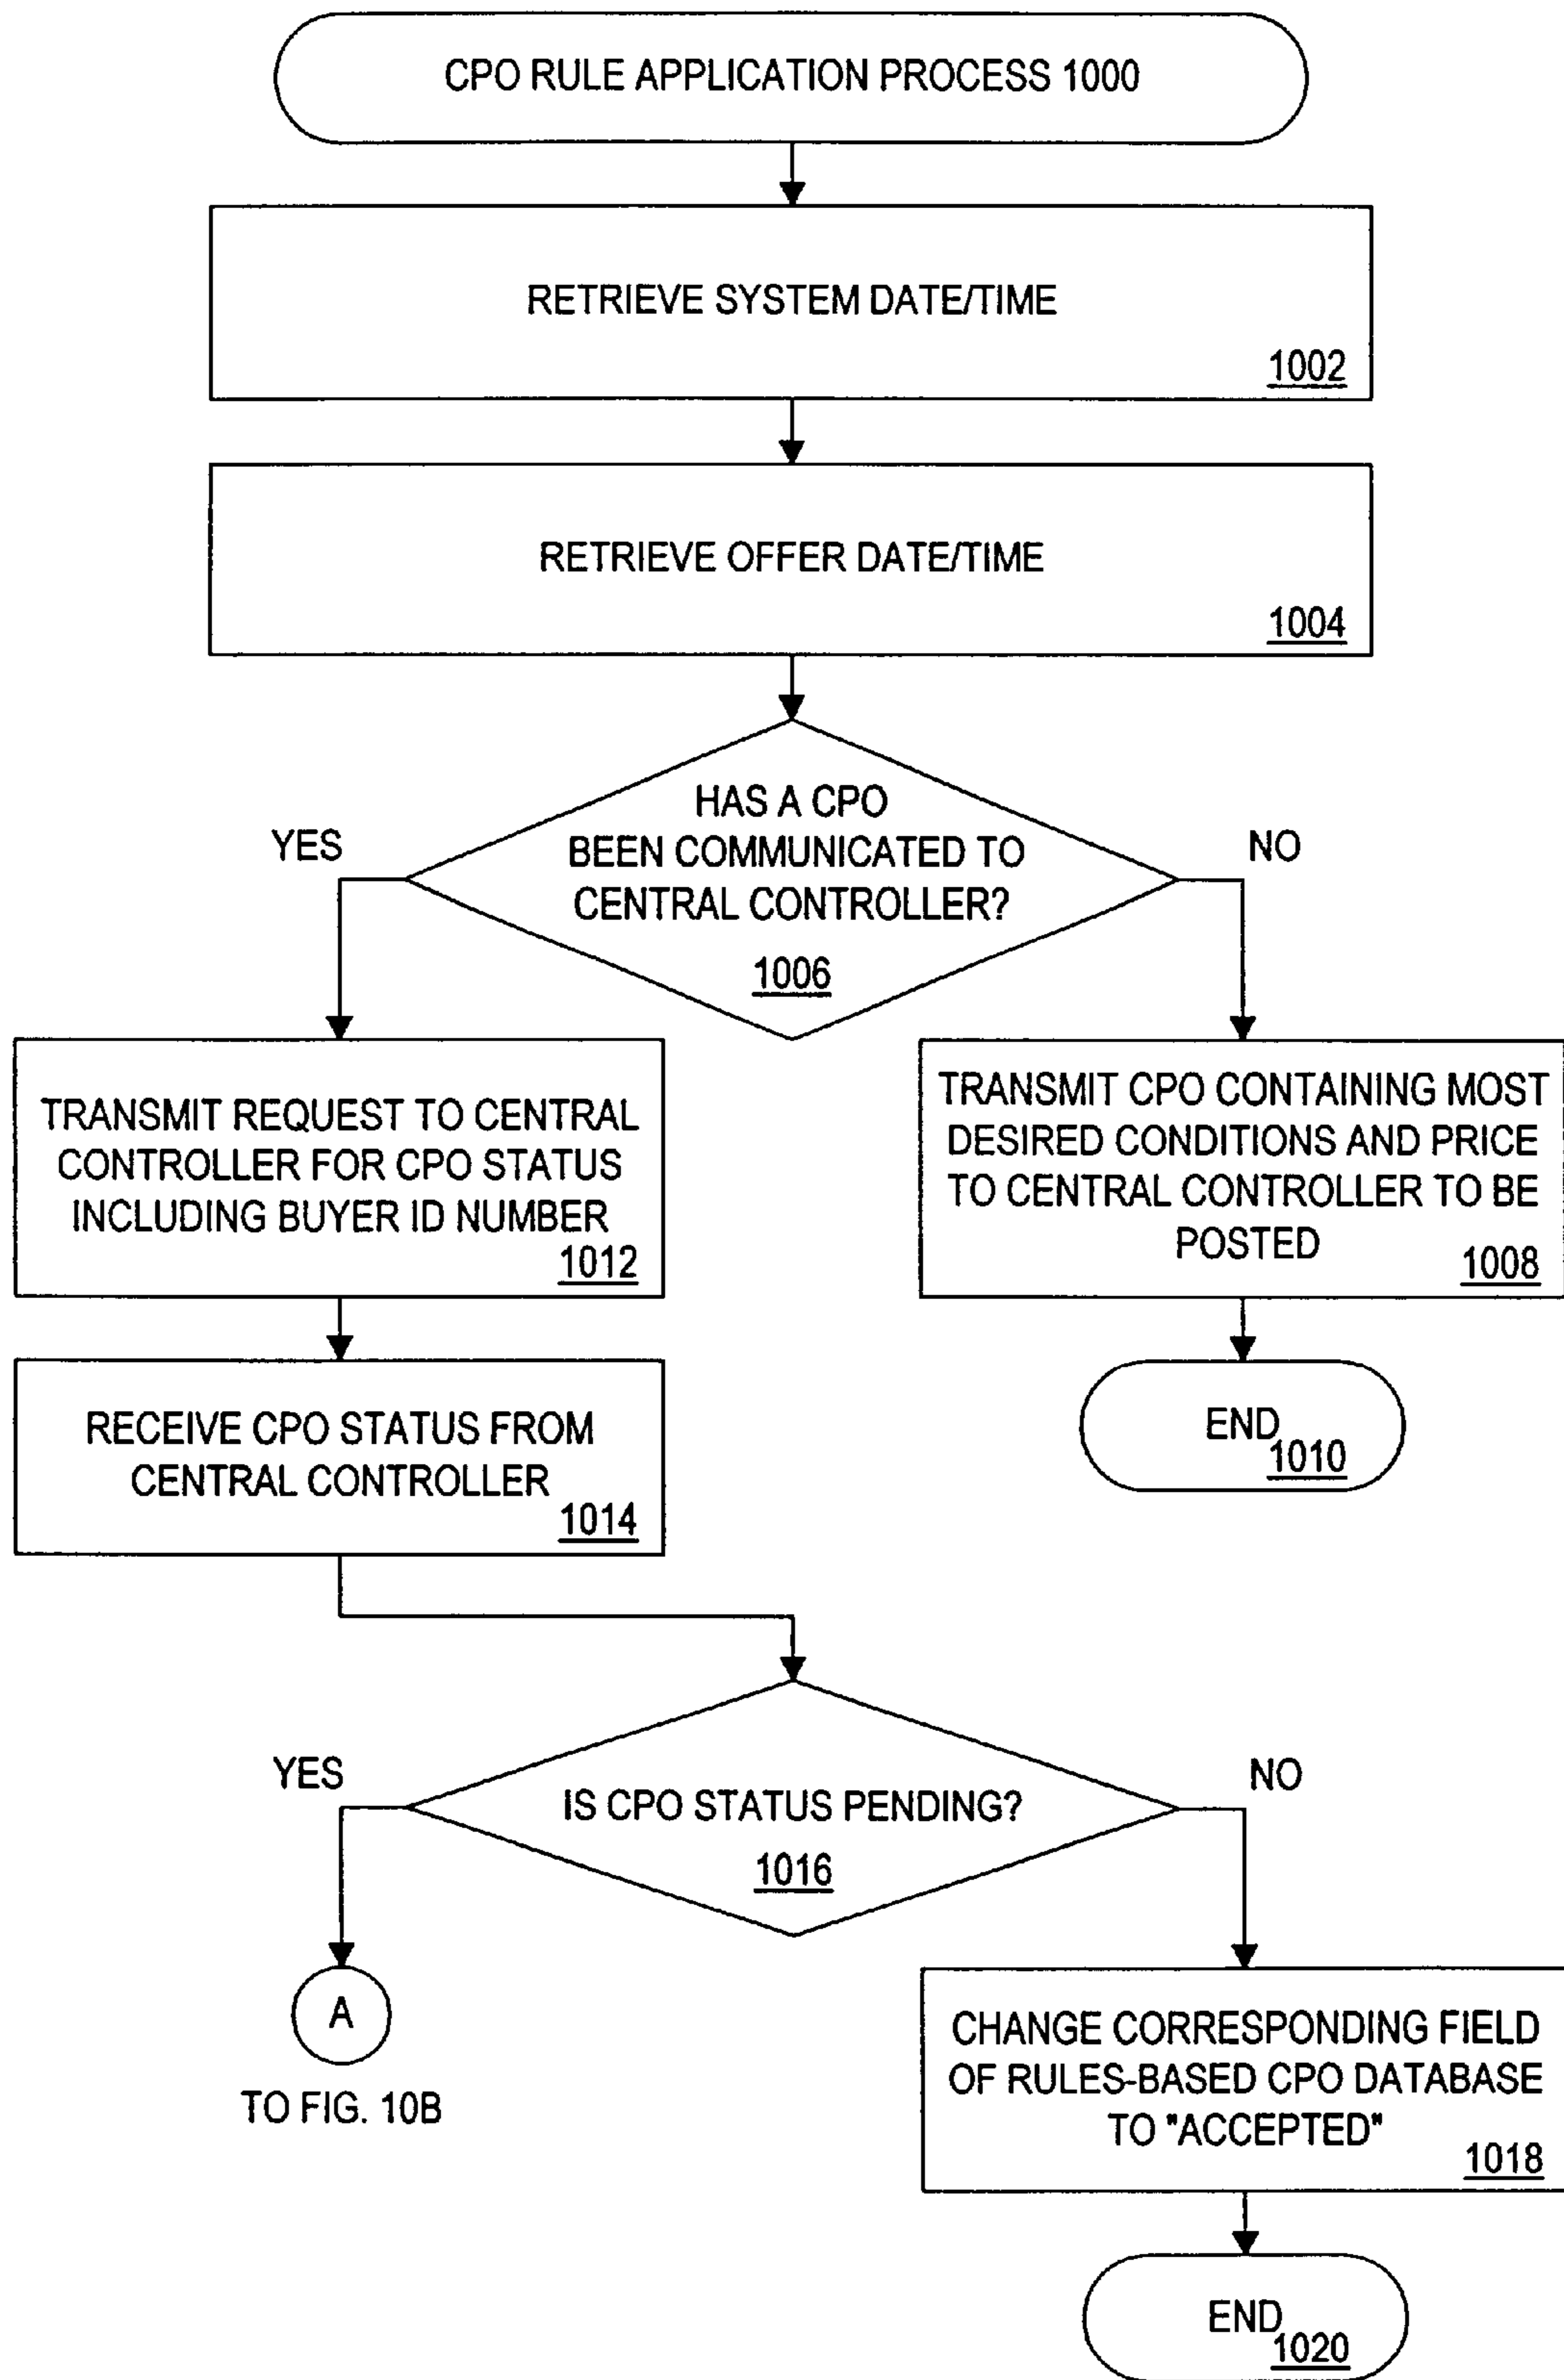 CPO RULE APPLICATION PROCESS 1000
RETRIEVE SYSTEM DATE/TIME
1002
RETRIEVE OFFER DATE/TIME
1004
HAS A CPO
BEEN COMMUNICATED TO
CENTRAL CONTROLLER?
1006
YES
NO
TRANSMIT REQUEST TO CENTRAL
CONTROLLER FOR CPO STATUS
INCLUDING BUYER ID NUMBER
1012
TRANSMIT CPO CONTAINING MOST
DESIRED CONDITIONS AND PRICE
TO CENTRAL CONTROLLER TO BE
POSTED
1008
RECEIVE CPO STATUS FROM
CENTRAL CONTROLLER
1014
END
1010
IS CPO STATUS PENDING?
1016
YES
NO
A
TO FIG. 10B
CHANGE CORRESPONDING FIELD
OF RULES-BASED CPO DATABASE
TO "ACCEPTED"
1018
END
1020